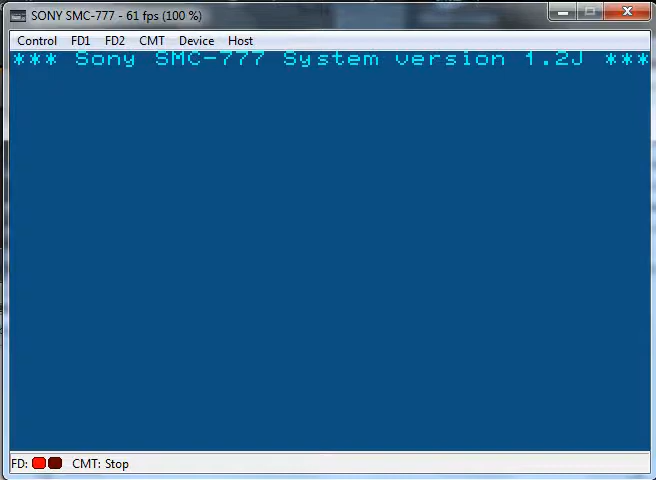 SONY SMC-777 - 61 fps (100 %)
Control FD1 FD2 CMT Device Host
*** Sony SMC-777 System version 1.2J ***
FD: CMT: Stop